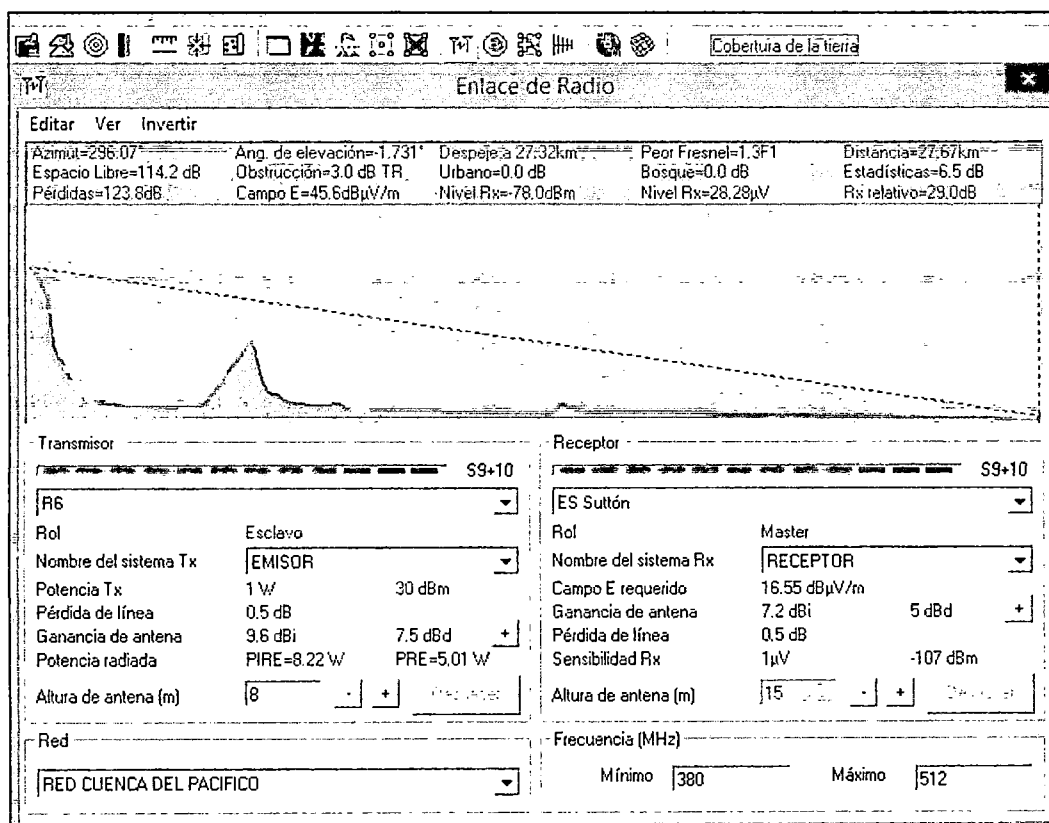 Cobertura de la tierra
Enlace de Radio
Editar Ver Invertir
Azimut=296.07° Ang. de elevación=-1.731° Despeje a 27.32km Peor Fresnel=1.3F1 Distancia=27.67km
Espacio Libre=114.2 dB Obstrucción=3.0 dB TR Urbano=0.0 dB Bosque=0.0 dB Estadísticas=6.5 dB
Pérdidas=123.8dB Campo E=45.6dBµV/m Nivel Rx=-78.0dBm Nivel Rx=28.28µV Rx relativo=29.0dB
Transmisor Receptor
S9+10 S9+10
R6 ES Suttón
Rol Esclavo Rol Master
Nombre del sistema Tx EMISOR Nombre del sistema Rx RECEPTOR
Potencia Tx 1 W 30 dBm Campo E requerido 16.55 dBµV/m
Pérdida de línea 0.5 dB Ganancia de antena 7.2 dBi 5 dBd +
Ganancia de antena 9.6 dBi 7.5 dBd + Pérdida de línea 0.5 dB
Potencia radiada PIRE=8.22 W PRE=5.01 W Sensibilidad Rx 1µV -107 dBm
Altura de antena (m) 8 - + Altura de antena (m) 15 - +
Red Frecuencia (MHz)
RED CUENCA DEL PACIFICO Mínimo 380 Máximo 512